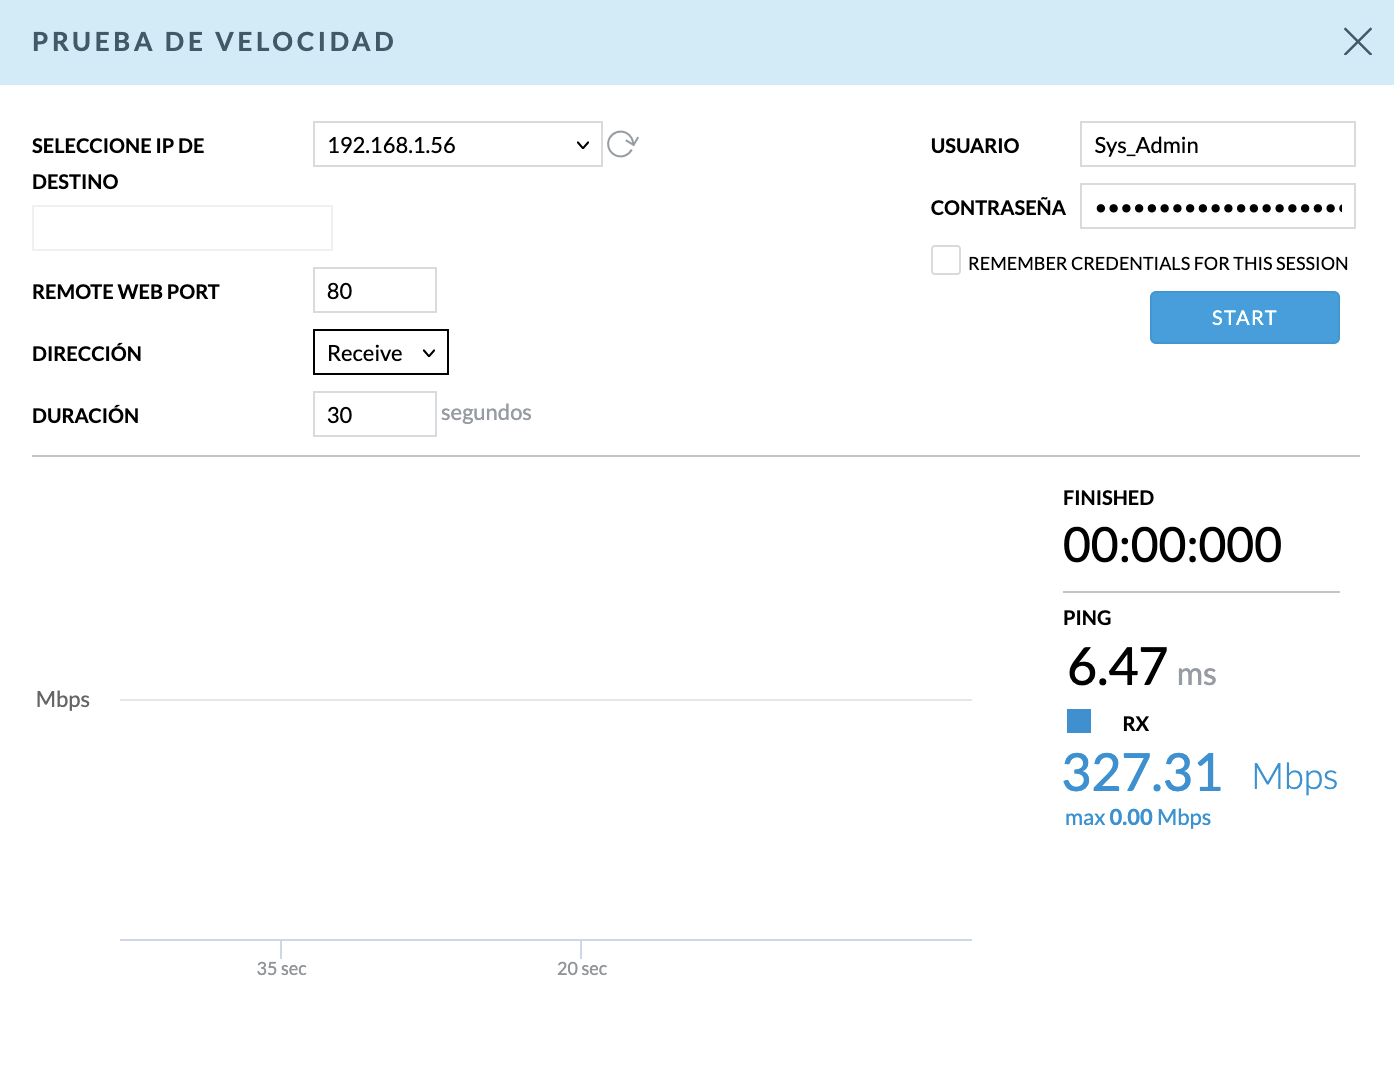 PRUEBA DE VELOCIDAD
SELECCIONE IP DE
DESTINO
192.168.1.56
REMOTE WEB PORT
80
DIRECCIÓN
Receive
DURACIÓN
30
segundos
USUARIO
Sys_Admin
CONTRASEÑA
••••••••••••••••••••
REMEMBER CREDENTIALS FOR THIS SESSION
START
Mbps
35 sec
20 sec
FINISHED
00:00:000
PING
6.47 ms
RX
327.31 Mbps
max 0.00 Mbps